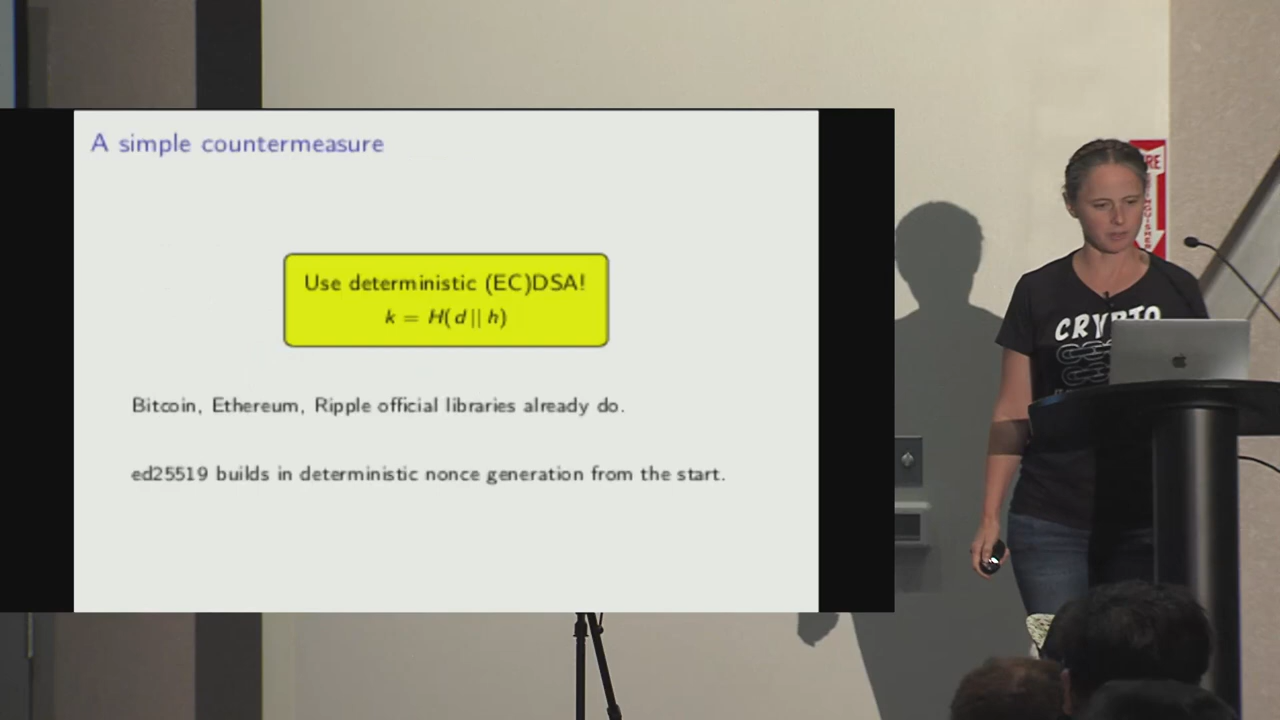 A simple countermeasure
Use deterministic (EC)DSA!
k = H(d || h)
Bitcoin, Ethereum, Ripple official libraries already do.
ed25519 builds in deterministic nonce generation from the start.
CRYPTO